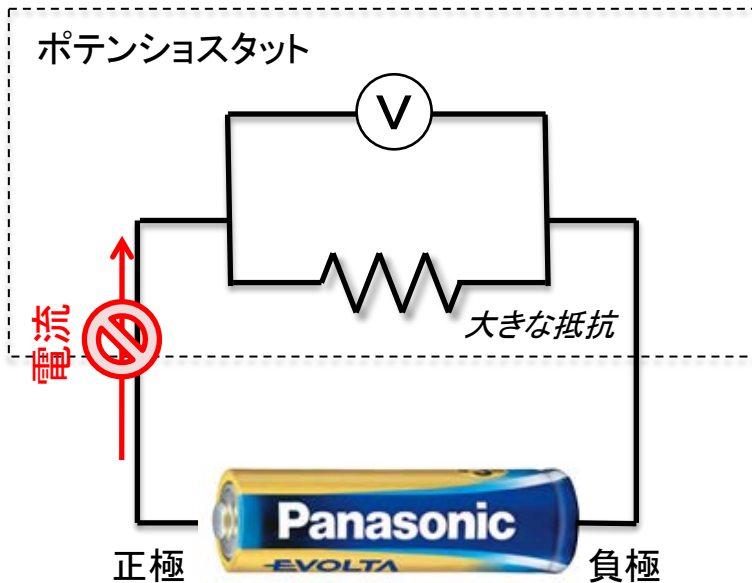 ポテンショスタット
V
大きな抵抗
電流
Panasonic
EVOLTA
正極
負極